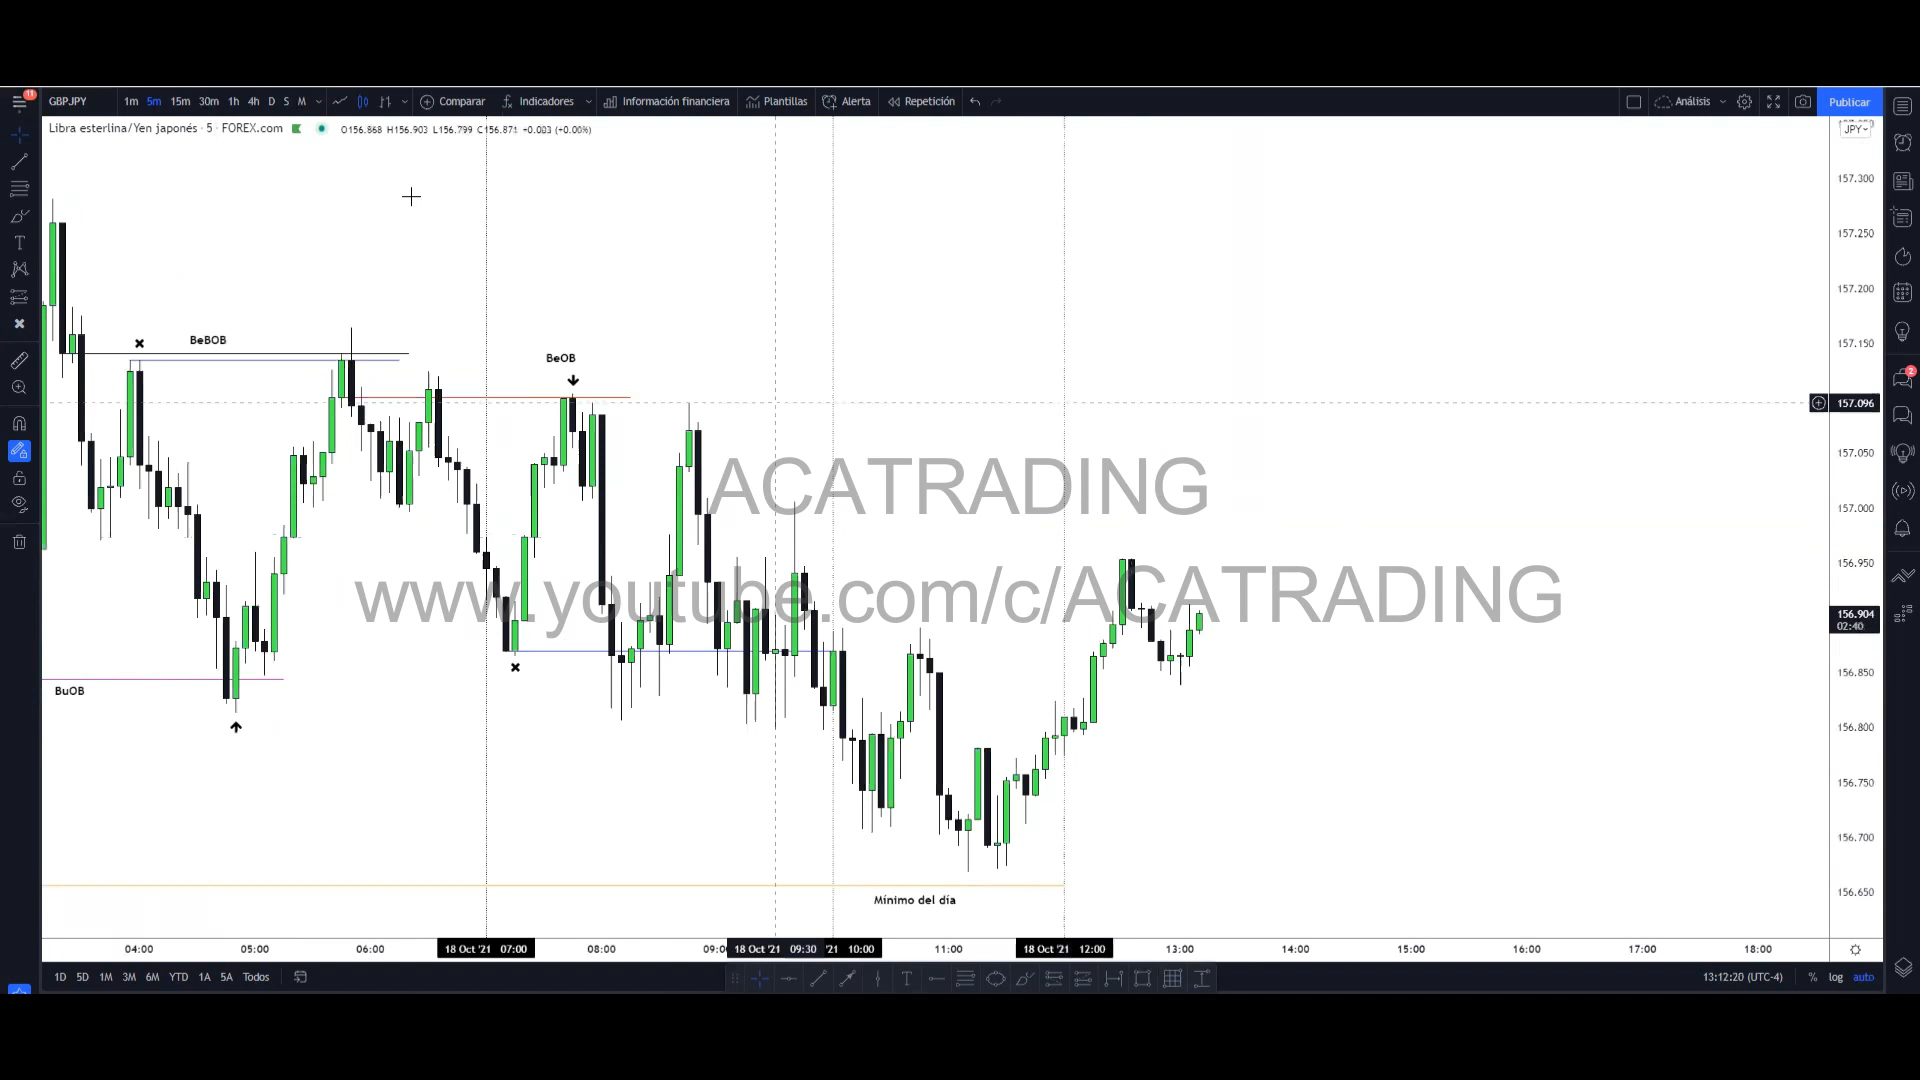 11
GBPJPY 1m 5m 15m 30m 1h 4h D S M Comparar Indicadores Información financiera Plantillas Alerta Repetición Análisis Publicar
Libra esterlina/Yen japonés · 5 · FOREX.com O156.868 H156.903 L156.799 C156.871 +0.003 (+0.00%)
JPY
157.300
157.250
157.200
157.150
BeBOB
BeOB
2
157.096
157.050
ACATRADING
157.000
156.950
www.youtube.com/c/ACATRADING
156.904
02:40
156.850
BuOB
156.800
156.750
156.700
156.650
Mínimo del día
04:00 05:00 06:00 18 Oct '21 07:00 08:00 09:0 18 Oct '21 09:30 '21 10:00 11:00 18 Oct '21 12:00 13:00 14:00 15:00 16:00 17:00 18:00
1D 5D 1M 3M 6M YTD 1A 5A Todos T 13:12:20 (UTC-4) % log auto